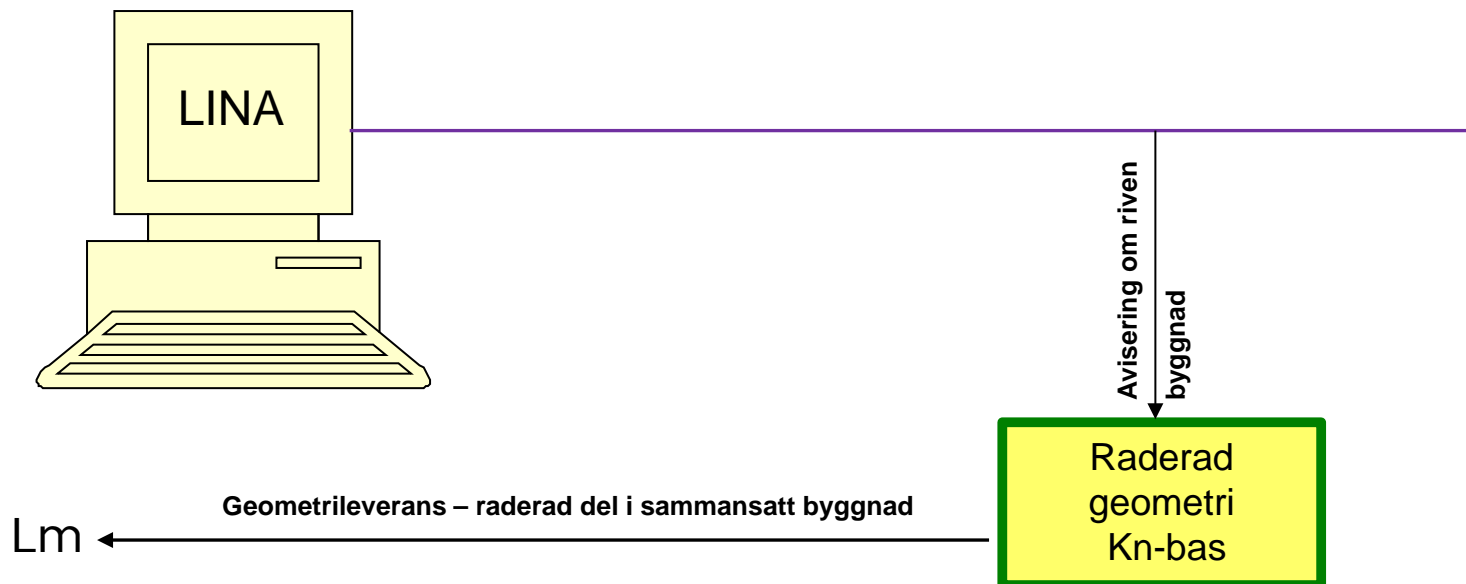 LINA
Avisering om riven
byggnad
Raderad
geometri
Kn-bas
Geometrileverans – raderad del i sammansatt byggnad
Lm